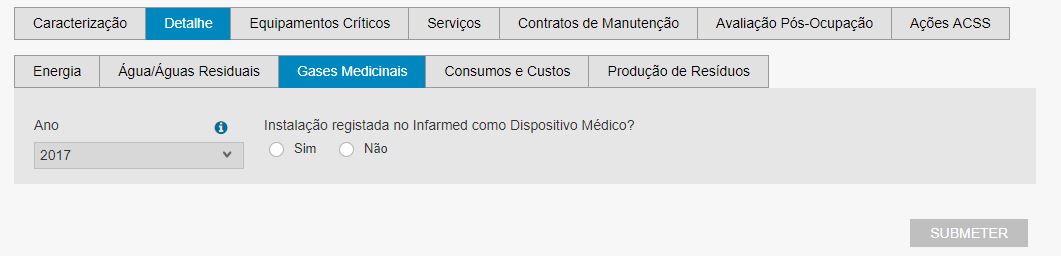 Caracterização Detalhe Equipamentos Críticos Serviços Contratos de Manutenção Avaliação Pós-Ocupação Ações ACSS
Energia Água/Águas Residuais Gases Medicinais Consumos e Custos Produção de Resíduos
Ano Instalação registada no Infarmed como Dispositivo Médico?
2017 Sim Não
SUBMETER